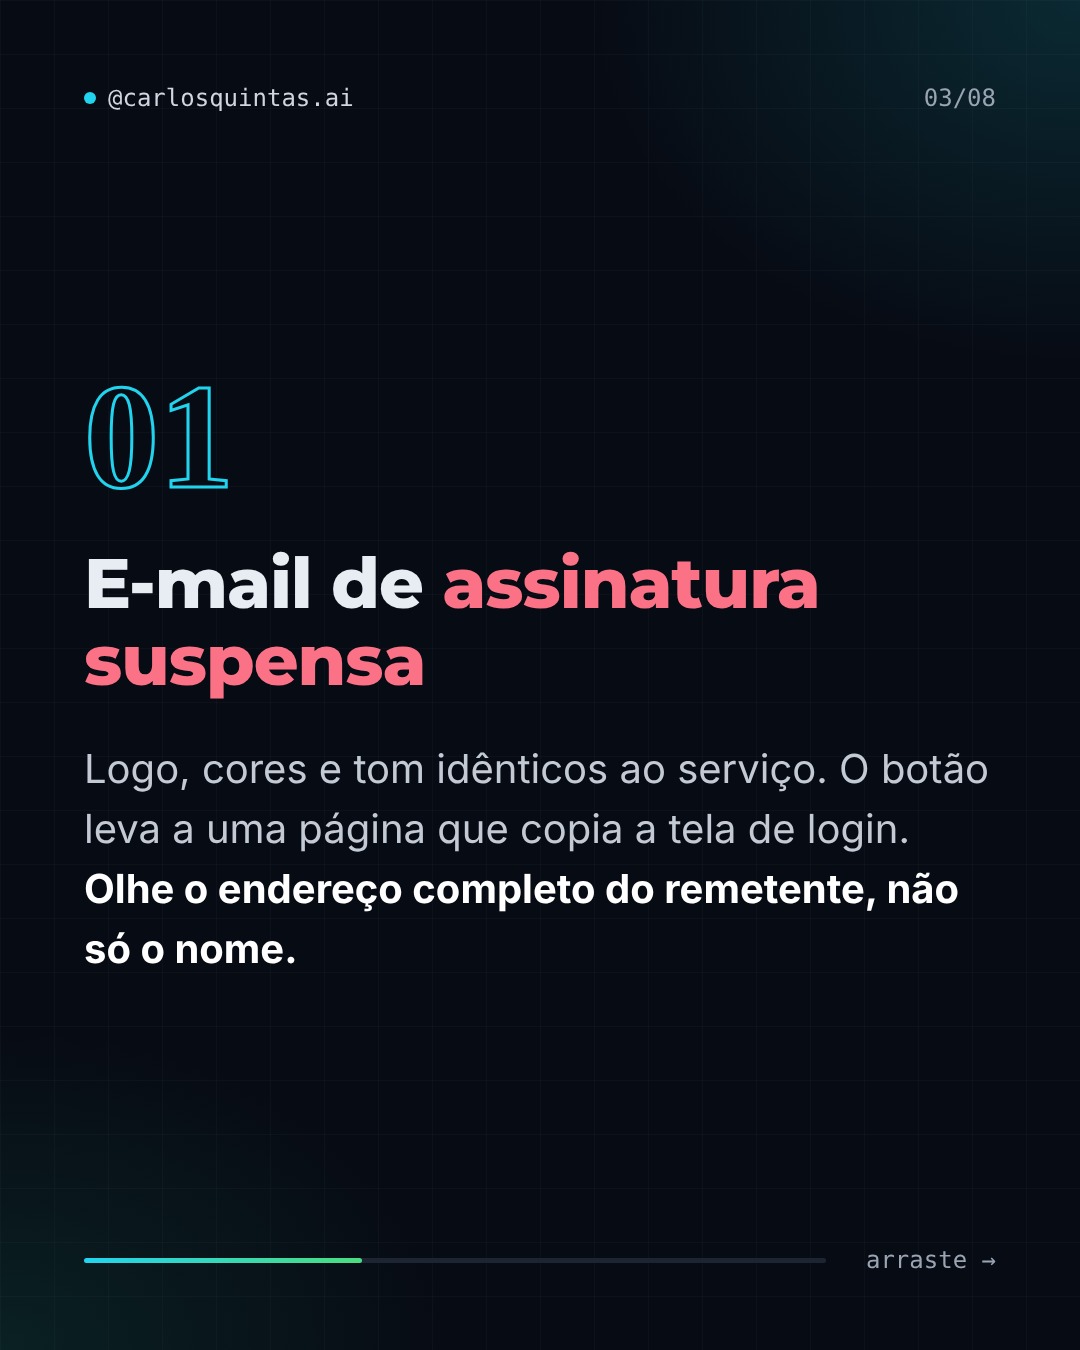 @carlosquintas.ai
03/08
01
E-mail de assinatura
suspensa
Logo, cores e tom idênticos ao serviço. O botão
leva a uma página que copia a tela de login.
Olhe o endereço completo do remetente, não
só o nome.
arraste →